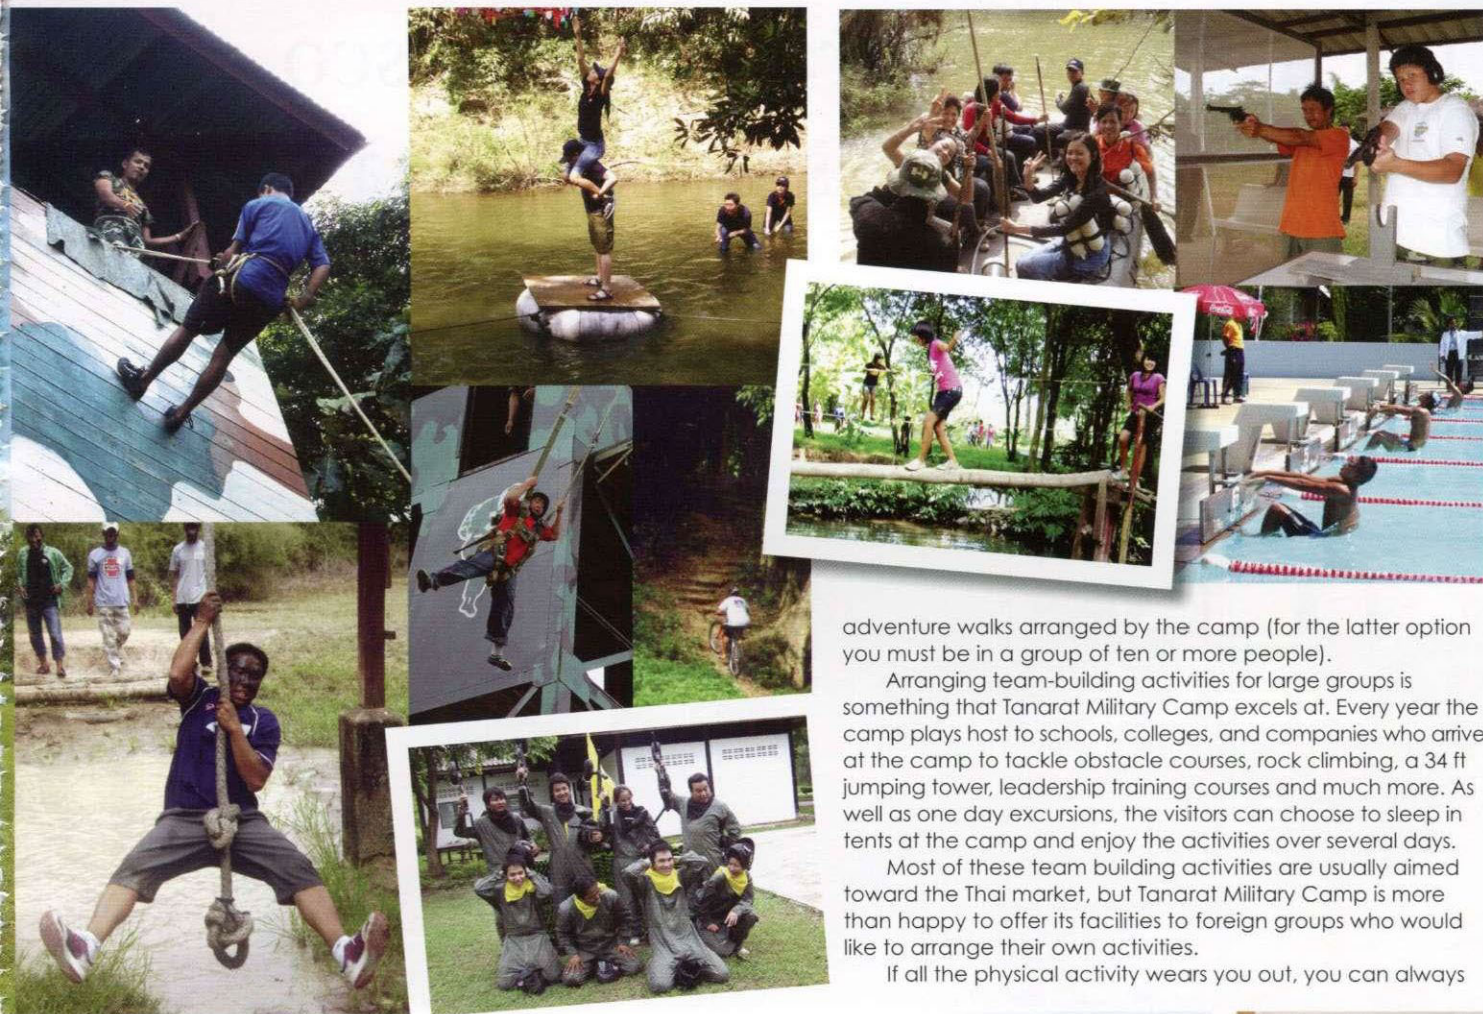 Coca-Cola
adventure walks arranged by the camp (for the latter option
you must be in a group of ten or more people).
Arranging team-building activities for large groups is
something that Tanarat Military Camp excels at. Every year the
camp plays host to schools, colleges, and companies who arrive
at the camp to tackle obstacle courses, rock climbing, a 34 ft
jumping tower, leadership training courses and much more. As
well as one day excursions, the visitors can choose to sleep in
tents at the camp and enjoy the activities over several days.
Most of these team building activities are usually aimed
toward the Thai market, but Tanarat Military Camp is more
than happy to offer its facilities to foreign groups who would
like to arrange their own activities.
If all the physical activity wears you out, you can always